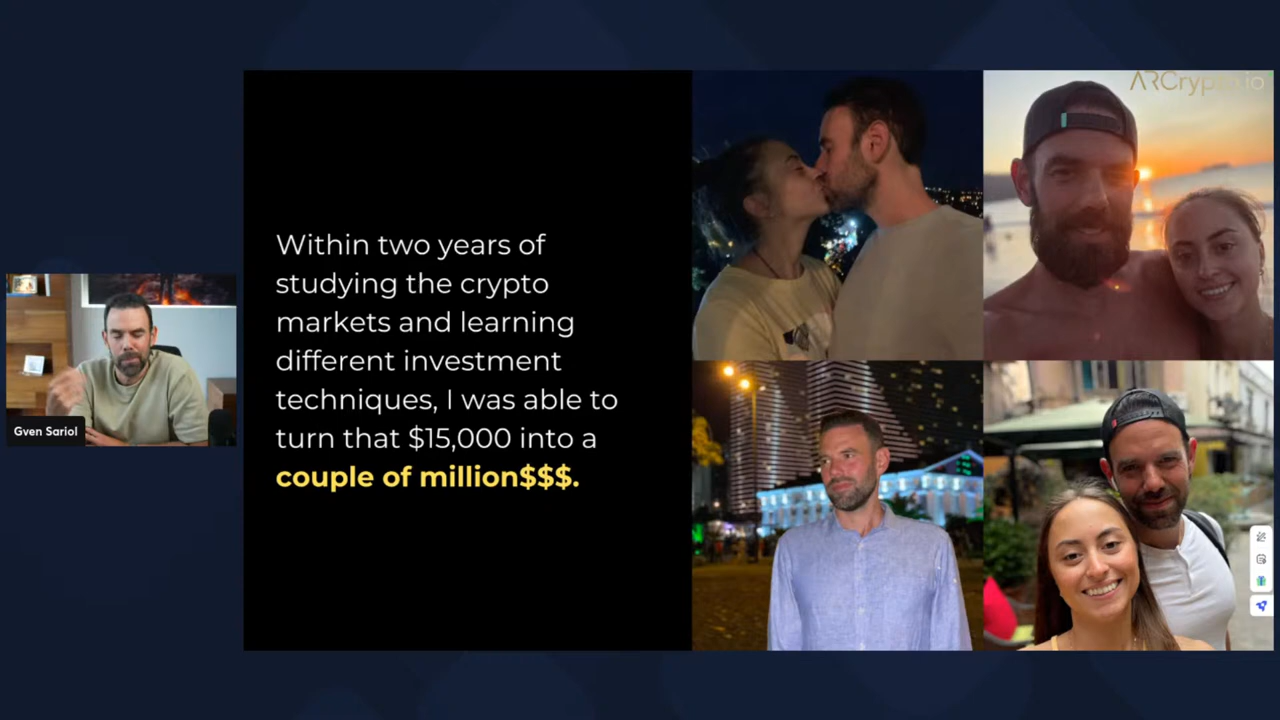 ARCrypto.io
Within two years of
studying the crypto
markets and learning
different investment
techniques, I was able to
turn that $15,000 into a
couple of million$$$.
Gven Sariol